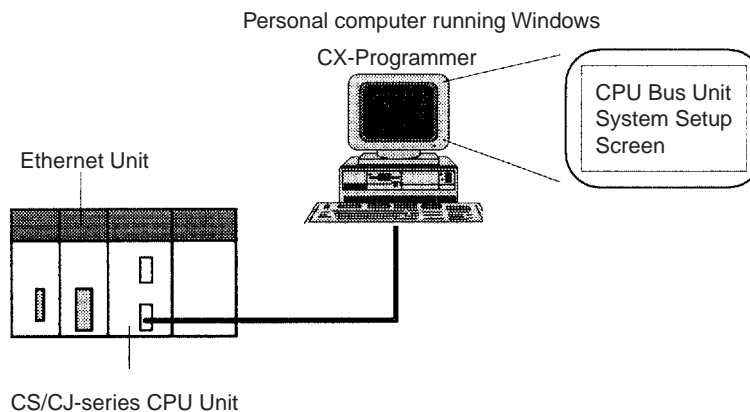 Personal computer running Windows
CX-Programmer
CPU Bus Unit
System Setup
Screen
Ethernet Unit
CS/CJ-series CPU Unit